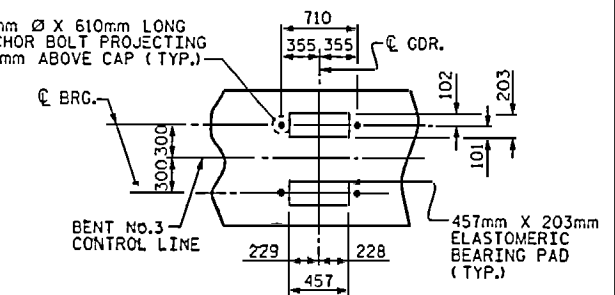 mm Ø X 610mm LONG
CHOR BOLT PROJECTING
mm ABOVE CAP (TYP.)
710
355 355
℄ GDR.
℄ BRG.
102
203
101
300
300
BENT No.3
CONTROL LINE
457mm X 203mm
ELASTOMERIC
BEARING PAD
(TYP.)
229
228
457